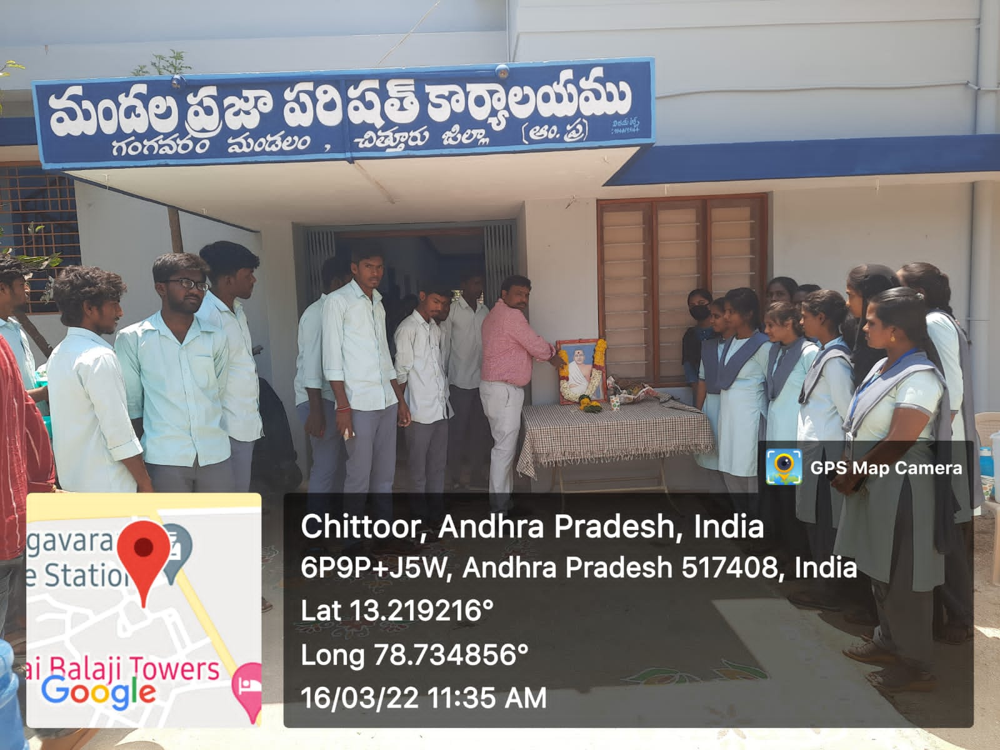 మండల ప్రజా పరిషత్ కార్యాలయము
గంగవరం మండలం, చిత్తూరు జిల్లా (ఆం. ప్ర)
GPS Map Camera
gavara
e Station
ai Balaji Towers
Google
Chittoor, Andhra Pradesh, India
6P9P+J5W, Andhra Pradesh 517408, India
Lat 13.219216°
Long 78.734856°
16/03/22 11:35 AM